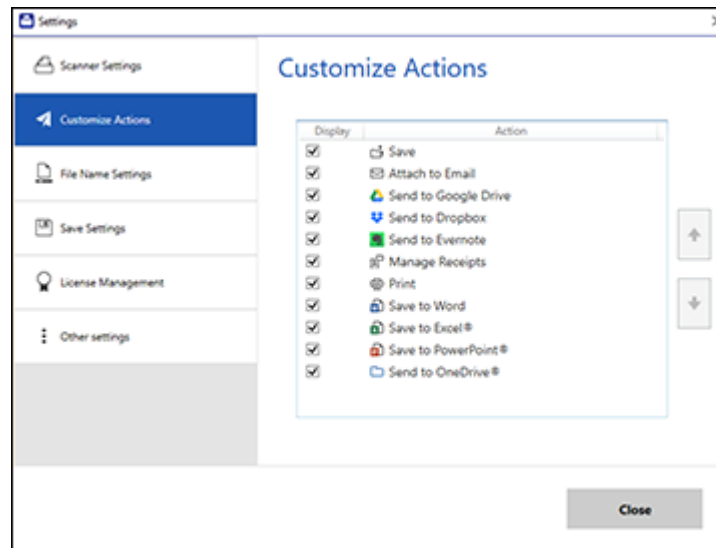 Settings
Scanner Settings
Customize Actions
File Name Settings
Save Settings
License Management
Other settings
Customize Actions
Display Action
Save
Attach to Email
Send to Google Drive
Send to Dropbox
Send to Evernote
Manage Receipts
Print
Save to Word
Save to Excel®
Save to PowerPoint®
Send to OneDrive®
Close